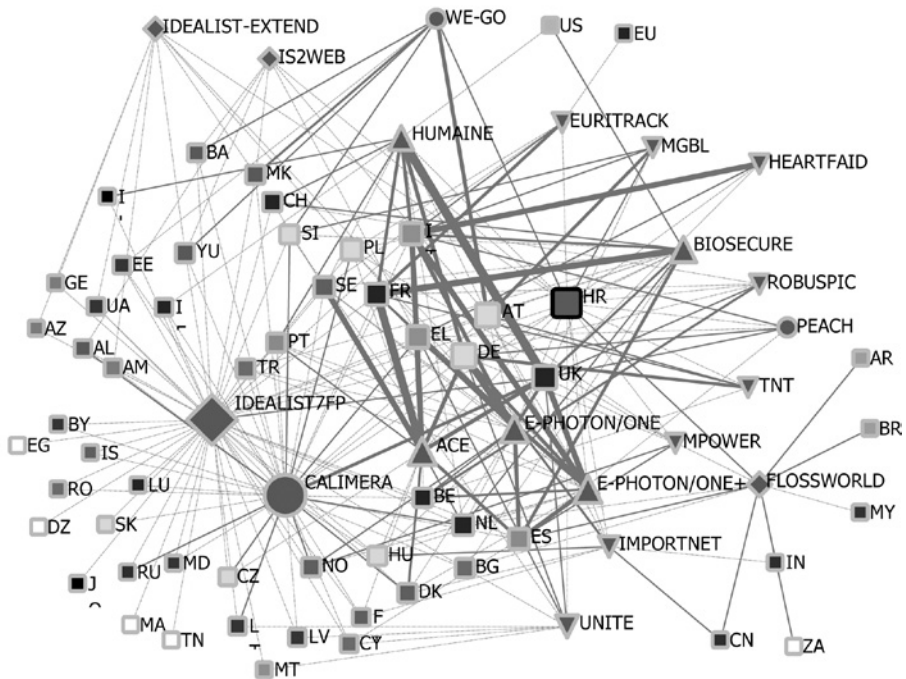 IDEALIST-EXTEND
WE-GO
US
EU
IS2WEB
EURITRACK
HUMAINE
MGBL
BA
HEARTFAID
MK
CH
SI
PL
BIOSECURE
YU
EE
GE
SE
FR
HR
ROBUSPIC
UA
AT
AZ
PT
EL
PEACH
AL
DE
AR
AM
TR
UK
TNT
IDEALIST7FP
BY
EG
ACE
E-PHOTON/ONE
MPOWER
BR
IS
CALIMERA
E-PHOTON/ONE+
FLOSSWORLD
RO
LU
BE
DZ
SK
NL
ES
MY
IMPORTNET
HU
RU
MD
CZ
NO
BG
IN
DK
MA
TN
LV
F
CY
UNITE
CN
ZA
MT